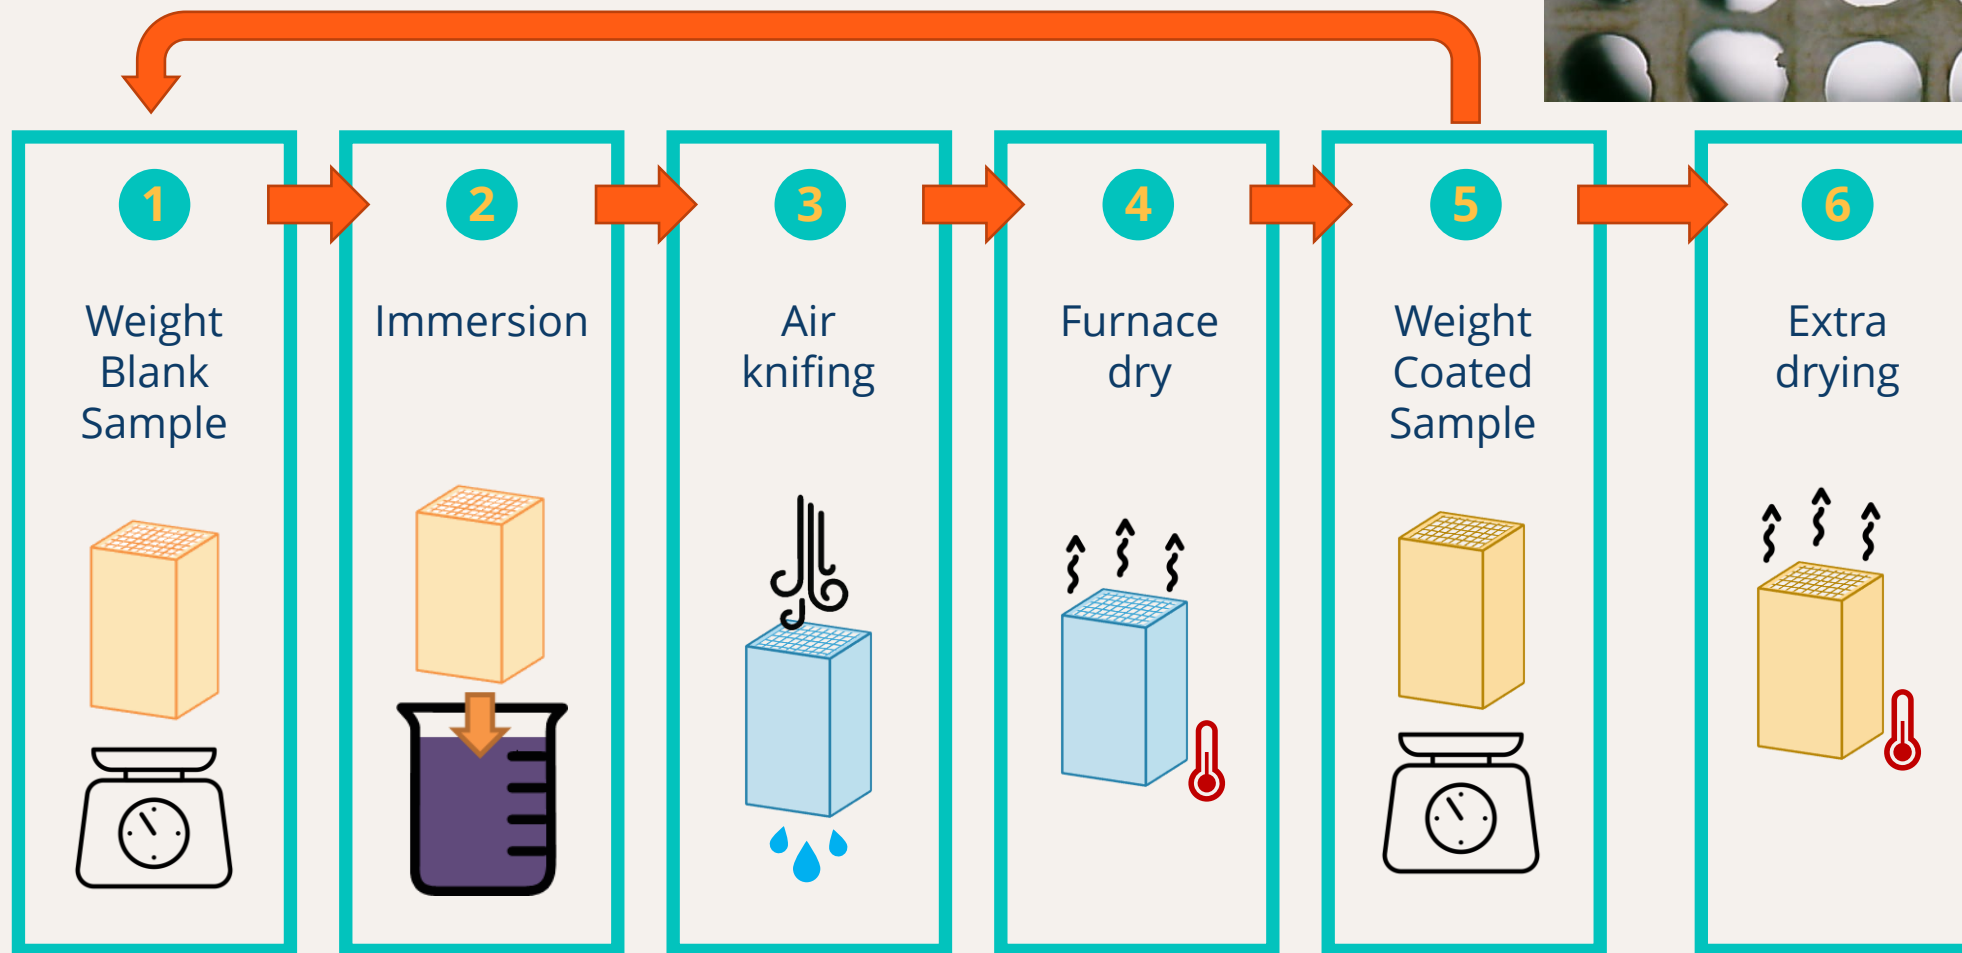 1
Weight
Blank
Sample
2
Immersion
3
Air
knifing
4
Furnace
dry
5
Weight
Coated
Sample
6
Extra
drying